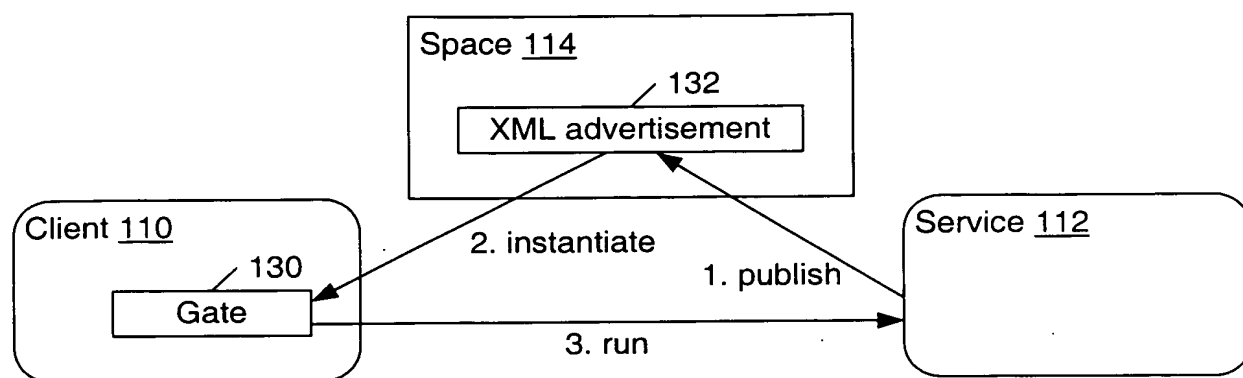 Space 114
132
XML advertisement
Client 110
2. instantiate
Service 112
130
1. publish
Gate
3. run